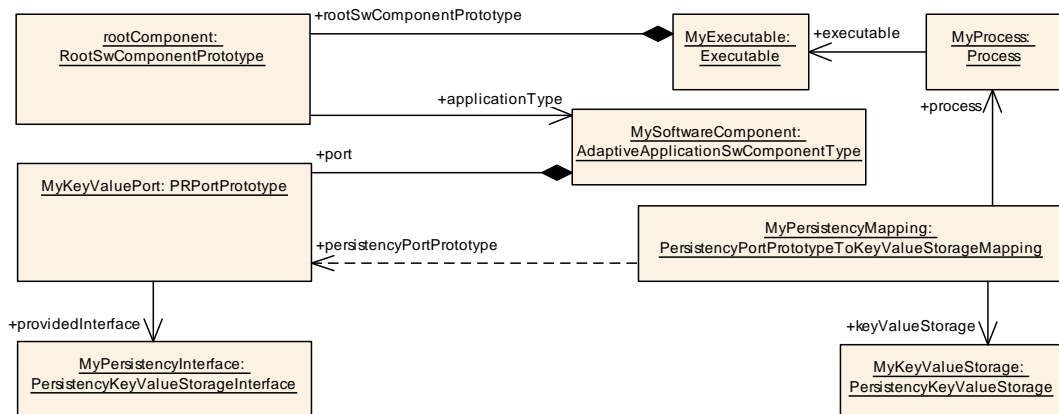 +rootSwComponentPrototype
rootComponent:
RootSwComponentPrototype
MyExecutable:
Executable
+executable
MyProcess:
Process
+applicationType
+process
MySoftwareComponent:
AdaptiveApplicationSwComponentType
+port
MyKeyValuePort: PRPortPrototype
MyPersistencyMapping:
PersistencyPortPrototypeToKeyValueStorageMapping
+persistencyPortPrototype
+providedInterface
+keyValueStorage
MyPersistencyInterface:
PersistencyKeyValueStorageInterface
MyKeyValueStorage:
PersistencyKeyValueStorage